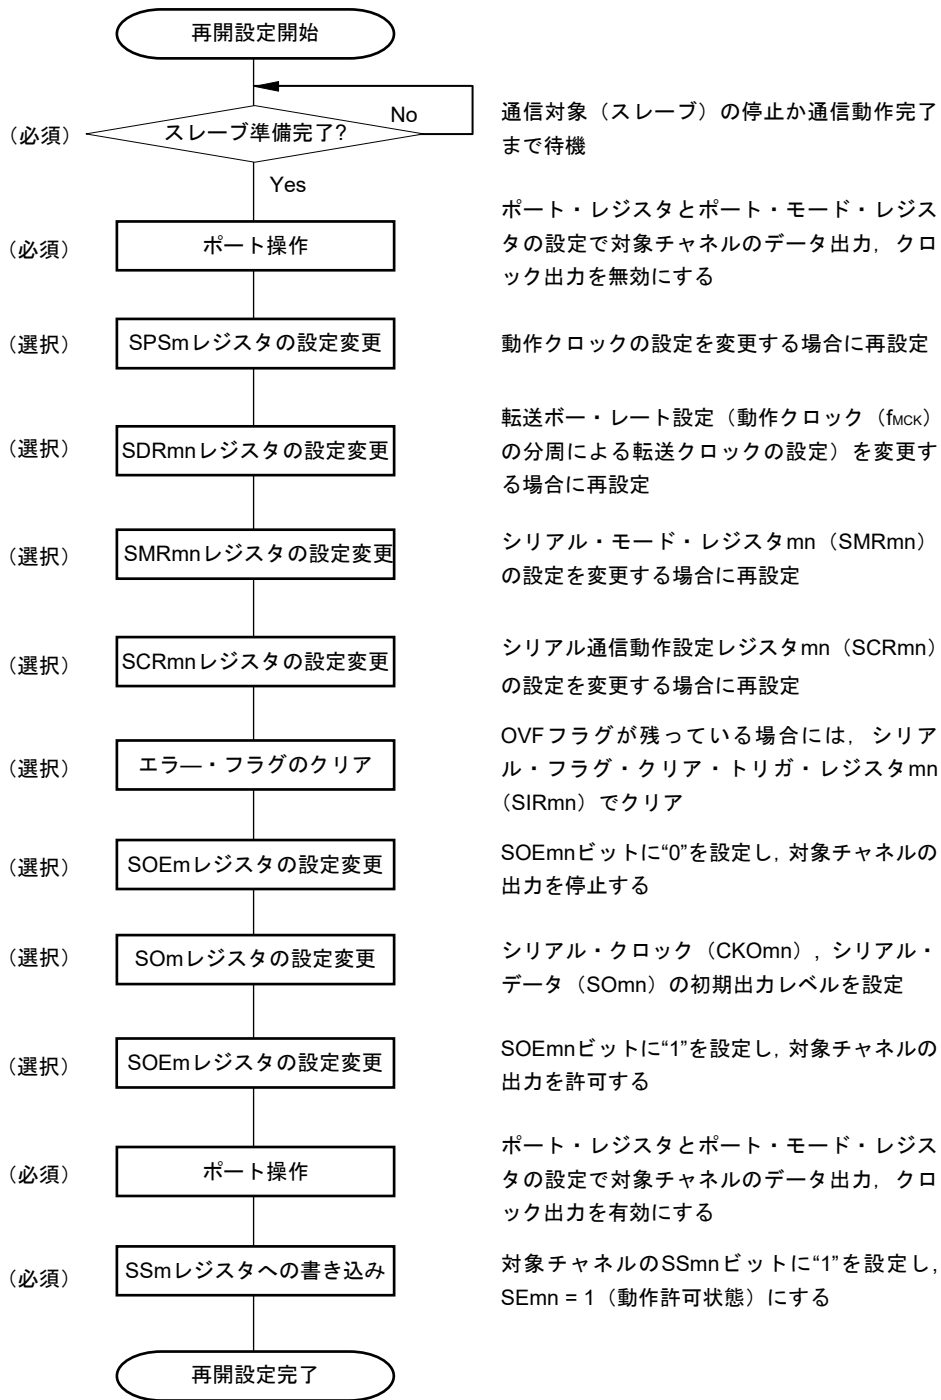 再開設定開始
No
（必須）
スレーブ準備完了?
通信対象（スレーブ）の停止か通信動作完了
まで待機
Yes
（必須）
ポート操作
ポート・レジスタとポート・モード・レジス
タの設定で対象チャネルのデータ出力，クロ
ック出力を無効にする
（選択）
SPSmレジスタの設定変更
動作クロックの設定を変更する場合に再設定
（選択）
SDRmnレジスタの設定変更
転送ボー・レート設定（動作クロック（fMCK）
の分周による転送クロックの設定）を変更す
る場合に再設定
（選択）
SMRmnレジスタの設定変更
シリアル・モード・レジスタmn（SMRmn）
の設定を変更する場合に再設定
（選択）
SCRmnレジスタの設定変更
シリアル通信動作設定レジスタmn（SCRmn）
の設定を変更する場合に再設定
（選択）
エラ―・フラグのクリア
OVFフラグが残っている場合には，シリア
ル・フラグ・クリア・トリガ・レジスタmn
（SIRmn）でクリア
（選択）
SOEmレジスタの設定変更
SOEmnビットに“0”を設定し，対象チャネルの
出力を停止する
（選択）
SOmレジスタの設定変更
シリアル・クロック（CKOmn），シリアル・
データ（SOmn）の初期出力レベルを設定
（選択）
SOEmレジスタの設定変更
SOEmnビットに“1”を設定し，対象チャネルの
出力を許可する
（必須）
ポート操作
ポート・レジスタとポート・モード・レジス
タの設定で対象チャネルのデータ出力，クロ
ック出力を有効にする
（必須）
SSmレジスタへの書き込み
対象チャネルのSSmnビットに“1”を設定し，
SEmn = 1（動作許可状態）にする
再開設定完了